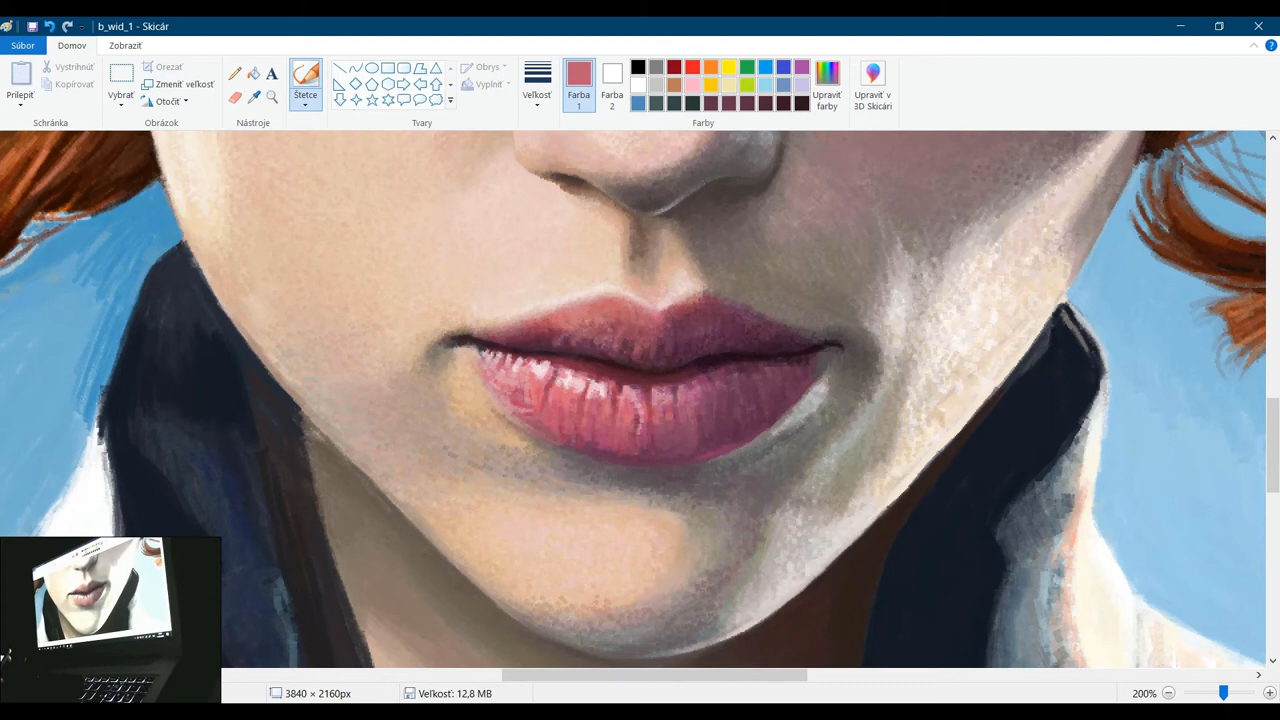 b_wid_1 - Skicár
Súbor Domov Zobraziť
Prilepiť
Vystrihnúť
Kopírovať
Schránka
Vybrať
Orezať
Zmeniť veľkosť
Otočiť
Obrázok
A
Nástroje
Štetce
Obrys
Vyplniť
Tvary
Veľkosť
Farba
1
Farba
2
Upraviť
farby
Farby
Upraviť v
3D Skicári
3840 × 2160px
Veľkosť: 12,8 MB
200%